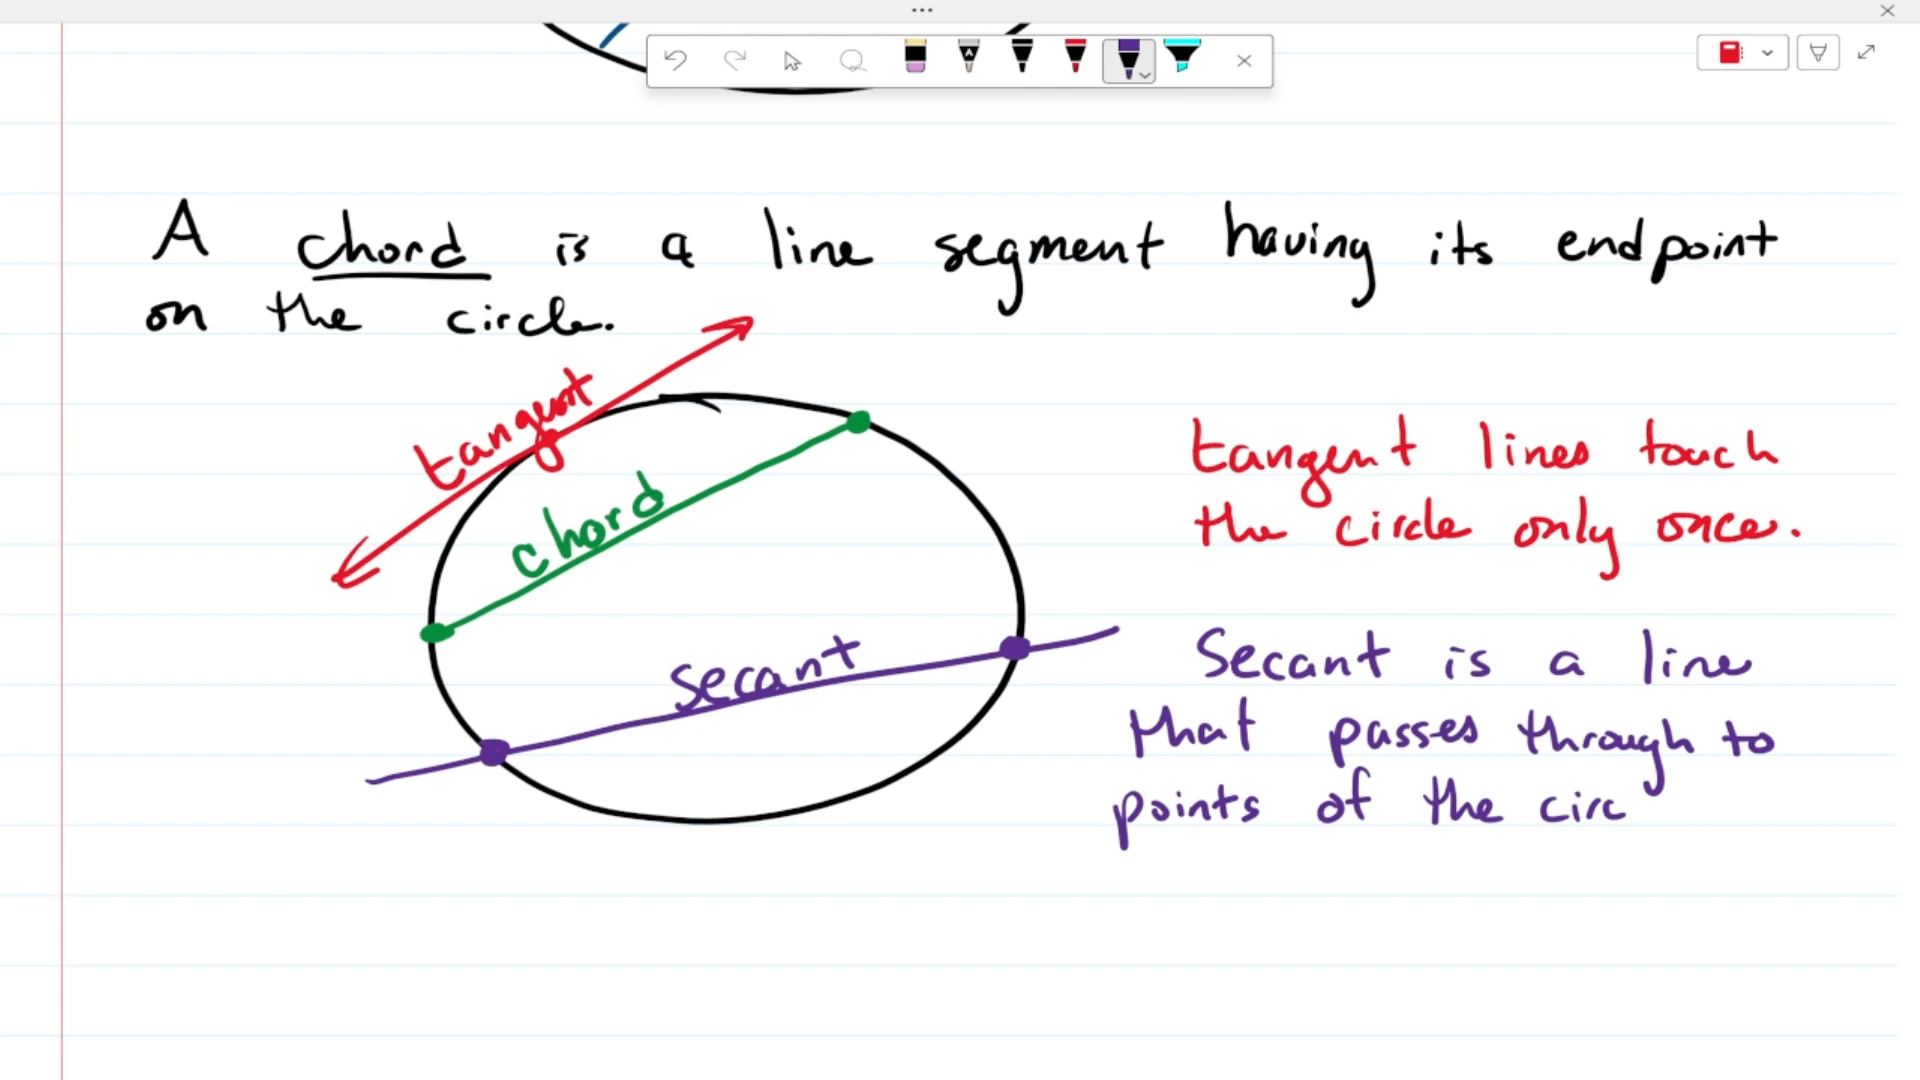 A chord is a line segment having its endpoint
on the circle.
tangent
chord
secant
tangent lines touch
the circle only once.
Secant is a line
that passes through to
points of the circ